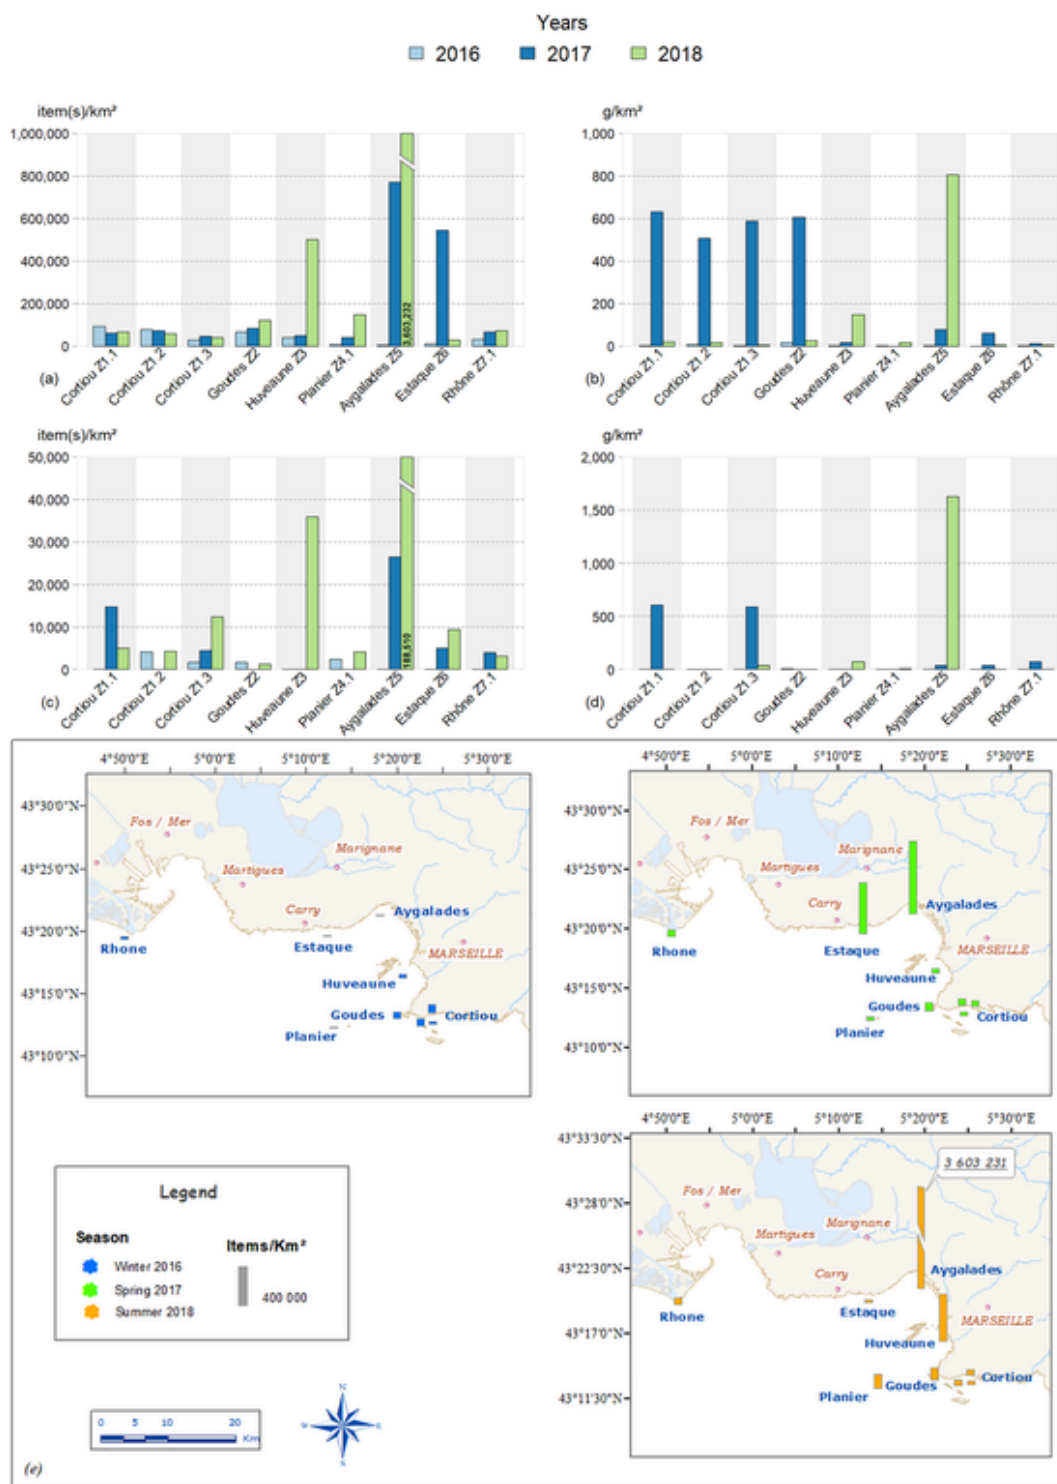 Years
2016 2017 2018
item(s)/km²
1,000,000
800,000
600,000
400,000
200,000
0
3,603,232
(a)
Cortiou Z1.1
Cortiou Z1.2
Cortiou Z1.3
Goudes Z2
Huveaune Z3
Planier Z4.1
Aygalades Z5
Estaque Z6
Rhône Z7.1
g/km²
1,000
800
600
400
200
0
(b)
Cortiou Z1.1
Cortiou Z1.2
Cortiou Z1.3
Goudes Z2
Huveaune Z3
Planier Z4.1
Aygalades Z5
Estaque Z6
Rhône Z7.1
item(s)/km²
50,000
40,000
30,000
20,000
10,000
0
188,510
(c)
Cortiou Z1.1
Cortiou Z1.2
Cortiou Z1.3
Goudes Z2
Huveaune Z3
Planier Z4.1
Aygalades Z5
Estaque Z6
Rhône Z7.1
g/km²
2,000
1,500
1,000
500
0
(d)
Cortiou Z1.1
Cortiou Z1.2
Cortiou Z1.3
Goudes Z2
Huveaune Z3
Planier Z4.1
Aygalades Z5
Estaque Z6
Rhône Z7.1
4°50'0"E 5°0'0"E 5°10'0"E 5°20'0"E 5°30'0"E
43°30'0"N
43°25'0"N
43°20'0"N
43°15'0"N
43°10'0"N
Fos / Mer
Marignane
Martigues
Carry
Aygalades
Rhone
Estaque
MARSEILLE
Huveaune
Goudes
Cortiou
Planier
4°50'0"E 5°0'0"E 5°10'0"E 5°20'0"E 5°30'0"E
43°30'0"N
43°25'0"N
43°20'0"N
43°15'0"N
43°10'0"N
Fos / Mer
Marignane
Martigues
Carry
Aygalades
Rhone
Estaque
MARSEILLE
Huveaune
Goudes
Cortiou
Planier
4°50'0"E 5°0'0"E 5°10'0"E 5°20'0"E 5°30'0"E
43°33'30"N
43°28'0"N
43°22'30"N
43°17'0"N
43°11'30"N
3 603 231
Fos / Mer
Marignane
Martigues
Carry
Aygalades
Rhone
Estaque
MARSEILLE
Huveaune
Planier
Goudes
Cortiou
Legend
Season
Items/Km²
Winter 2016
Spring 2017
Summer 2018
400 000
0 5 10 20
Km
N
W E
S
(e)